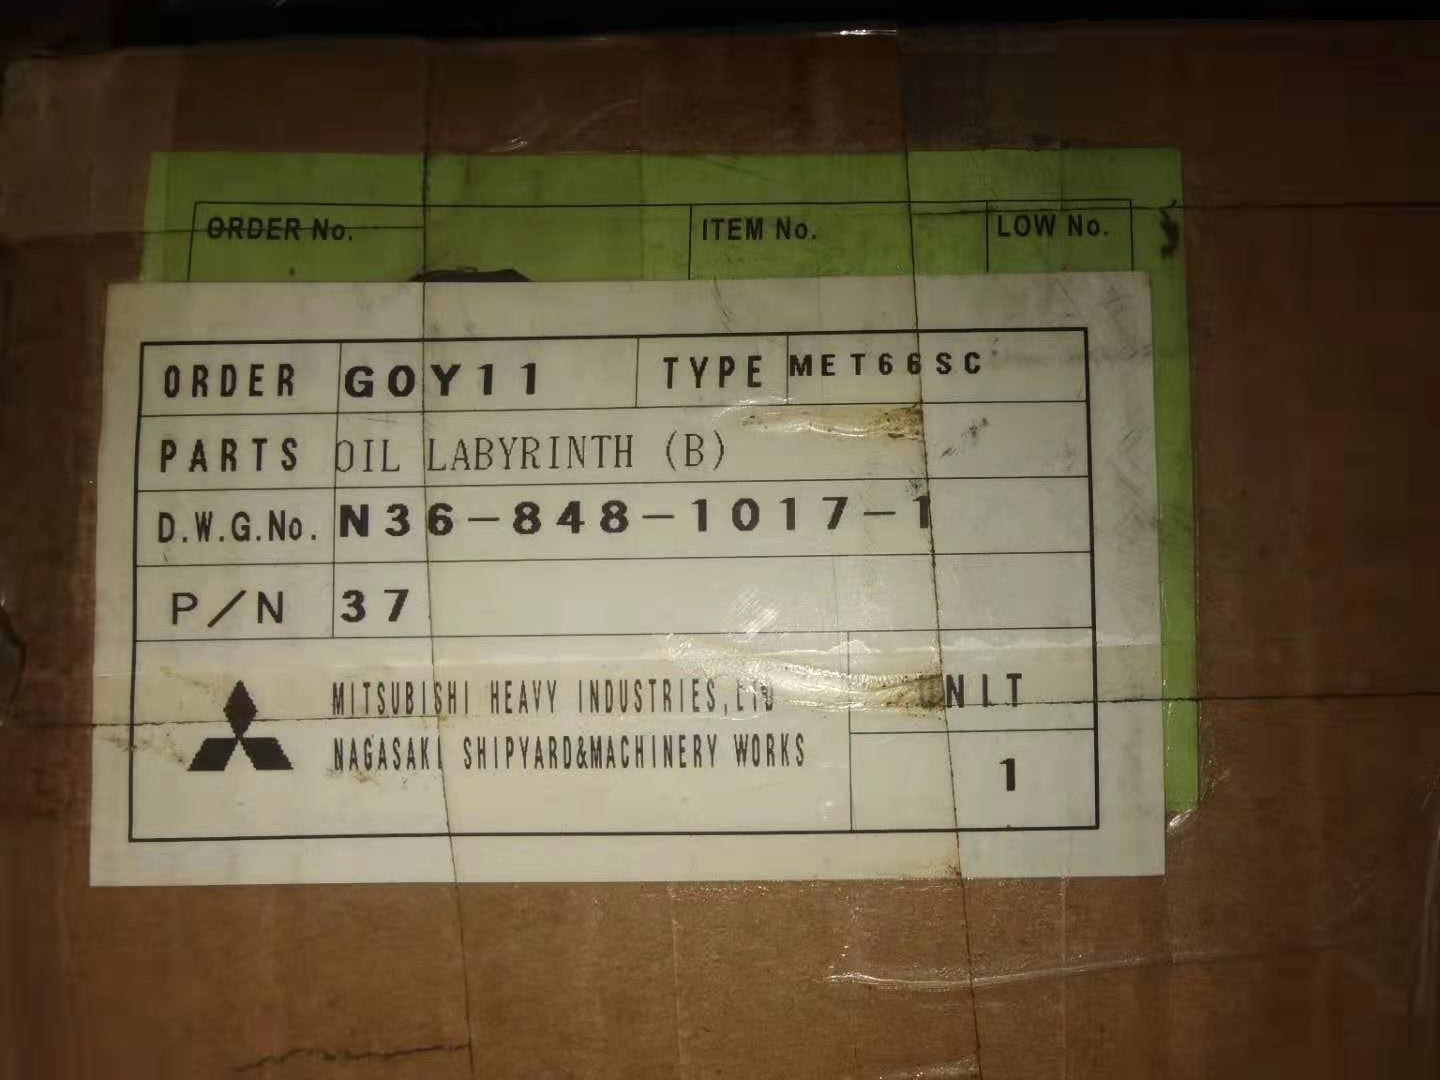 ORDER No. ITEM No. LOW No.
ORDER GOY11 TYPE MET66SC
PARTS OIL LABYRINTH (B)
D.W.G.No. N36-848-1017-1
P/N 37
MITSUBISHI HEAVY INDUSTRIES,LTD UNIT
NAGASAKI SHIPYARD&MACHINERY WORKS 1